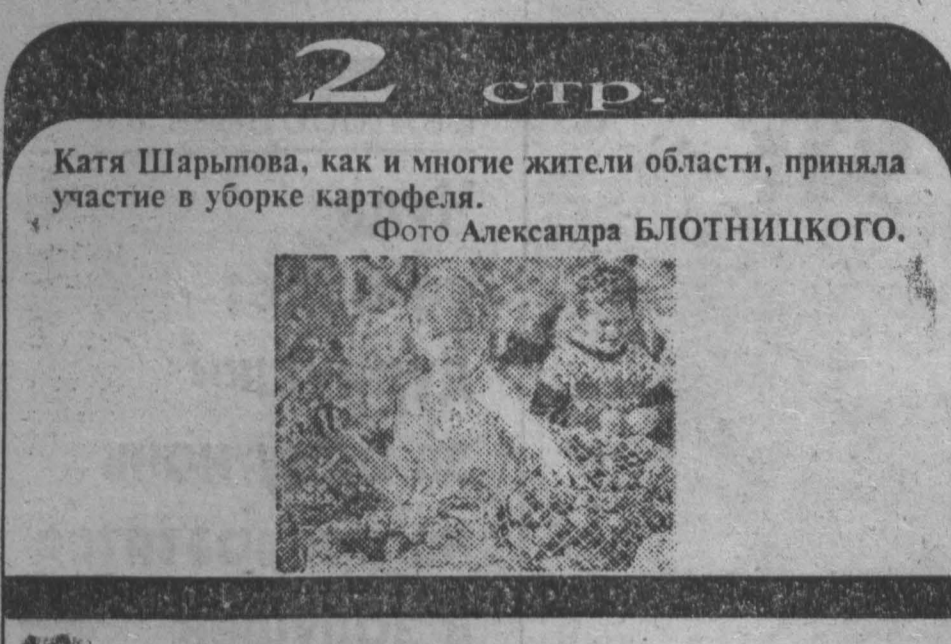 2 стр.
Катя Шарыпова, как и многие жители области, приняла
участие в уборке картофеля.
Фото Александра БЛОТНИЦКОГО.